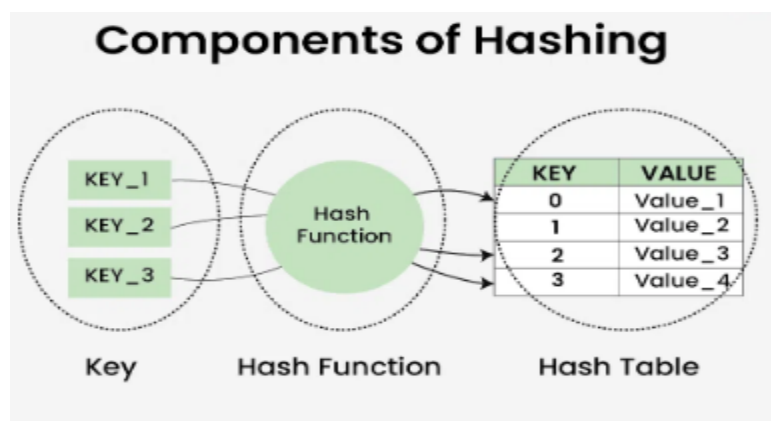 Components of Hashing
KEY_1
KEY_2
KEY_3
Hash
Function
KEY VALUE
0 Value_1
1 Value_2
2 Value_3
3 Value_4
Key Hash Function Hash Table